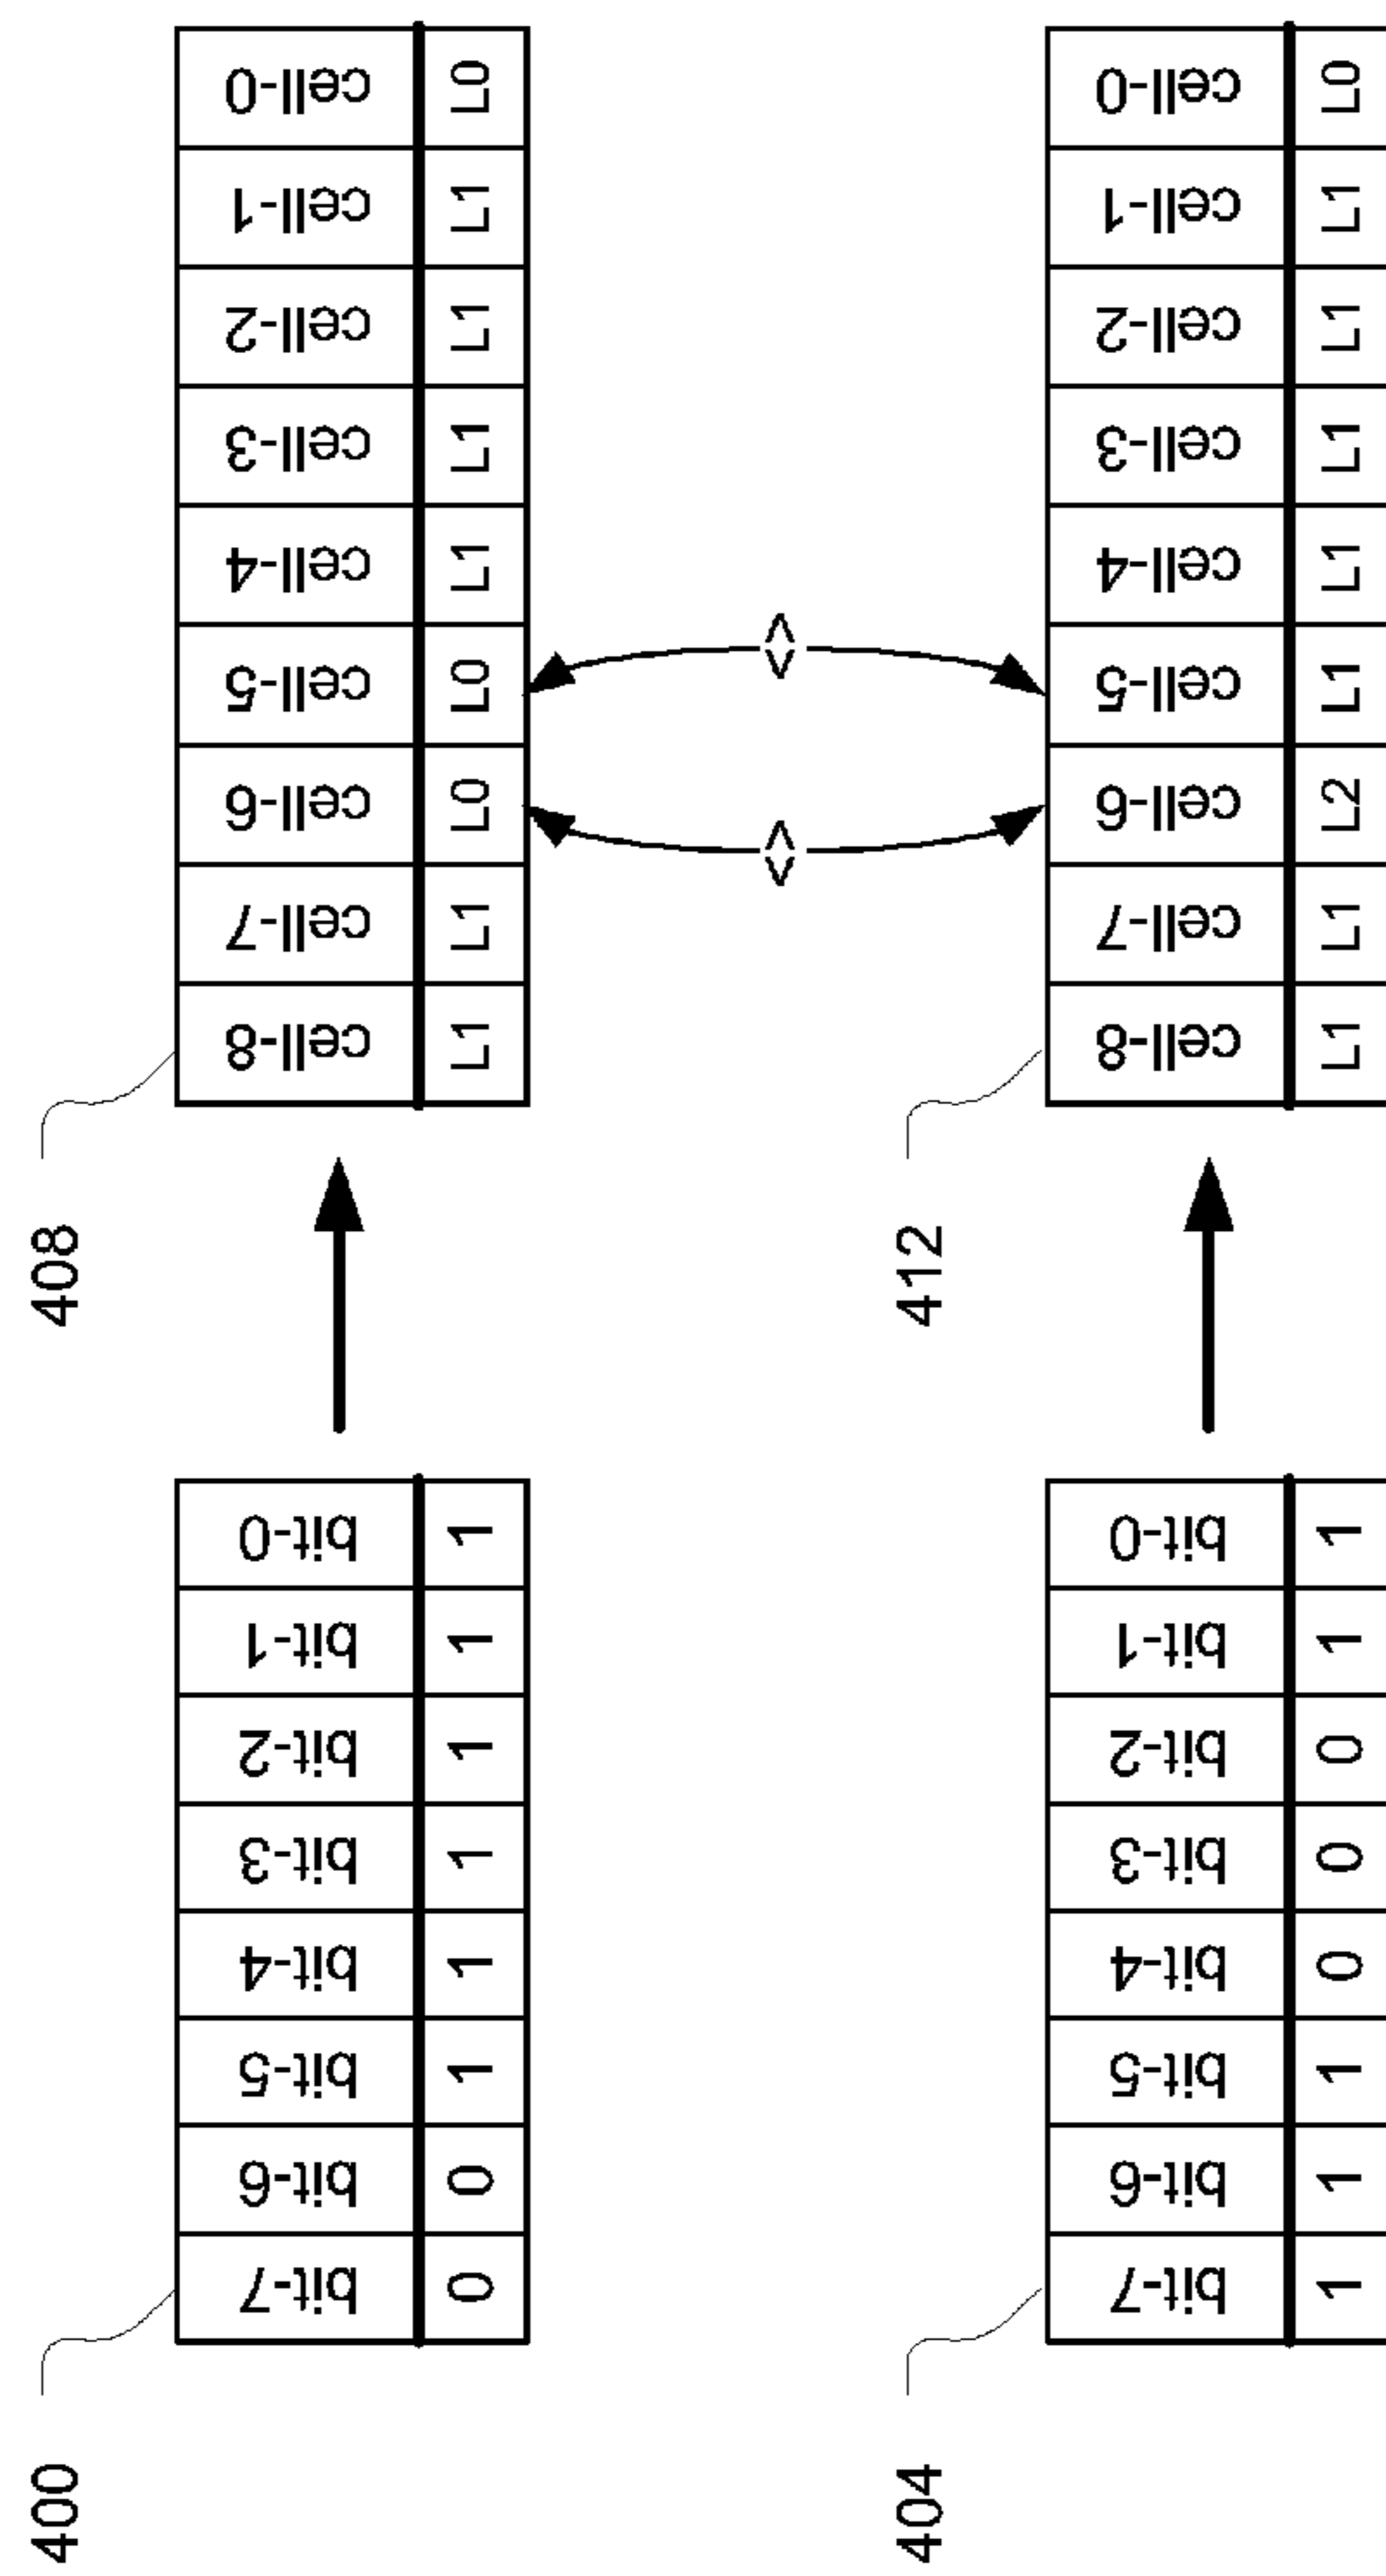 400 408
bit-7 bit-6 bit-5 bit-4 bit-3 bit-2 bit-1 bit-0 cell-8 cell-7 cell-6 cell-5 cell-4 cell-3 cell-2 cell-1 cell-0
0 0 1 1 1 1 1 1 L1 L1 L0 L0 L1 L1 L1 L1 L0
<> <>
404 412
bit-7 bit-6 bit-5 bit-4 bit-3 bit-2 bit-1 bit-0 cell-8 cell-7 cell-6 cell-5 cell-4 cell-3 cell-2 cell-1 cell-0
1 1 1 0 0 0 1 1 L1 L1 L2 L1 L1 L1 L1 L1 L0